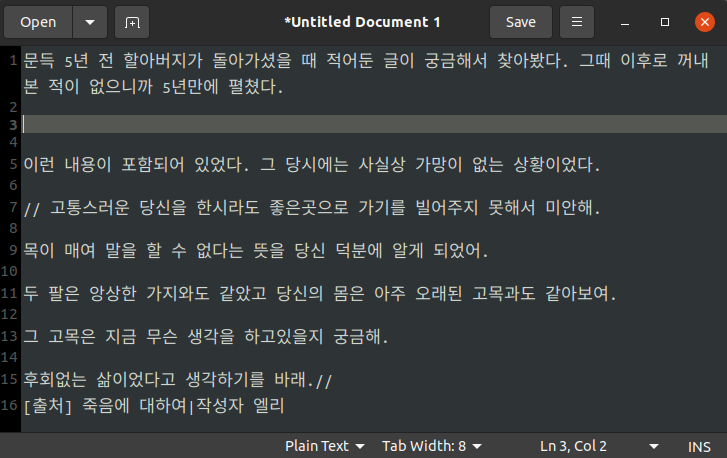 Open
*Untitled Document 1
Save
1 문득 5년 전 할아버지가 돌아가셨을 때 적어둔 글이 궁금해서 찾아봤다. 그때 이후로 꺼내
본 적이 없으니까 5년만에 펼쳤다.
2
3
4
5 이런 내용이 포함되어 있었다. 그 당시에는 사실상 가망이 없는 상황이었다.
6
7 // 고통스러운 당신을 한시라도 좋은곳으로 가기를 빌어주지 못해서 미안해.
8
9 목이 매여 말을 할 수 없다는 뜻을 당신 덕분에 알게 되었어.
10
11 두 팔은 앙상한 가지와도 같았고 당신의 몸은 아주 오래된 고목과도 같아보여.
12
13 그 고목은 지금 무슨 생각을 하고있을지 궁금해.
14
15 후회없는 삶이었다고 생각하기를 바래.//
16 [출처] 죽음에 대하여|작성자 엘리
Plain Text
Tab Width: 8
Ln 3, Col 2
INS